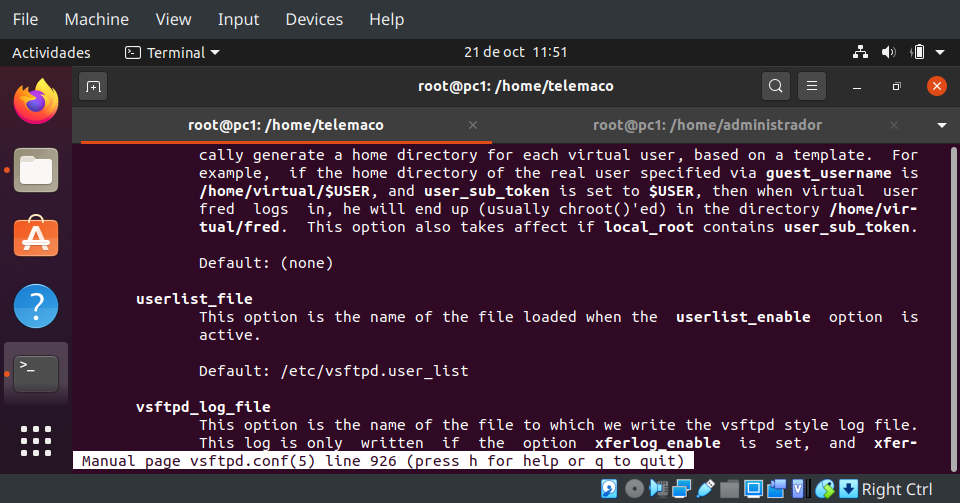 File Machine View Input Devices Help
Actividades Terminal 21 de oct 11:51
root@pc1: /home/telemaco
root@pc1: /home/telemaco root@pc1: /home/administrador
cally generate a home directory for each virtual user, based on a template.  For
example,  if the home directory of the real user specified via guest_username is
/home/virtual/$USER, and user_sub_token is set to $USER, then when virtual  user
fred  logs  in, he will end up (usually chroot()'ed) in the directory /home/vir-
tual/fred.  This option also takes affect if local_root contains user_sub_token.
Default: (none)
userlist_file
This option is the name of the file loaded when the  userlist_enable  option  is
active.
Default: /etc/vsftpd.user_list
vsftpd_log_file
This option is the name of the file to which we write the vsftpd style log file.
This log is only  written  if  the  option  xferlog_enable  is  set,  and  xfer-
Manual page vsftpd.conf(5) line 926 (press h for help or q to quit)
Right Ctrl